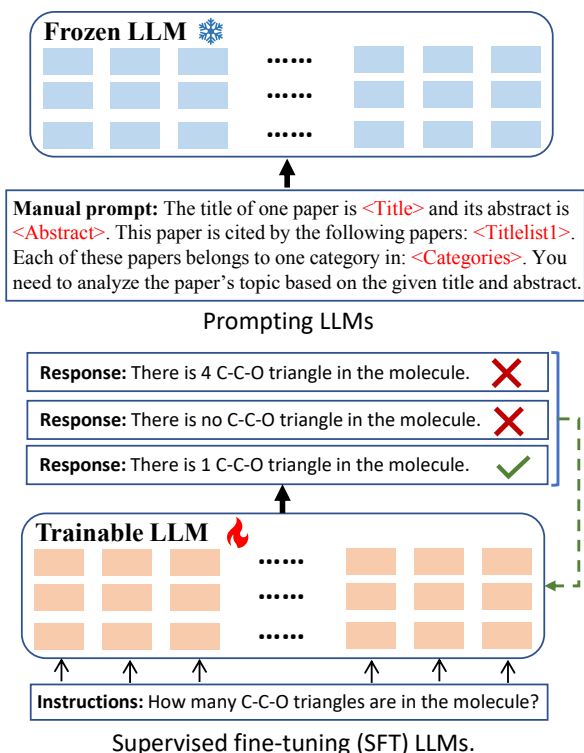 Frozen LLM
......
...
...
Manual prompt: The title of one paper is <Title> and its abstract is
<Abstract>. This paper is cited by the following papers: <Titlelist1>.
Each of these papers belongs to one category in: <Categories>. You
need to analyze the paper's topic based on the given title and abstract.
Prompting LLMs
Response: There is 4 C-C-O triangle in the molecule.
Response: There is no C-C-O triangle in the molecule.
Response: There is 1 C-C-O triangle in the molecule.
Trainable LLM
......
......
......
Instructions: How many C-C-O triangles are in the molecule?
Supervised fine-tuning (SFT) LLMs.